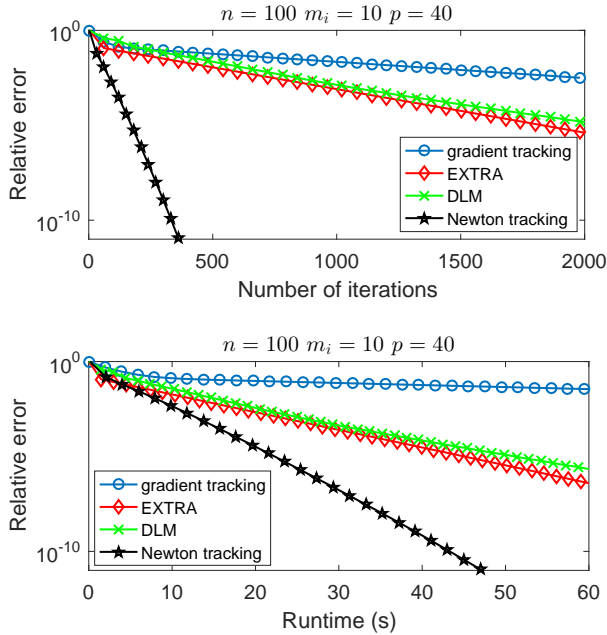 n = 100 m_i = 10 p = 40
Relative error
10^0
10^-10
gradient tracking
EXTRA
DLM
Newton tracking
0 500 1000 1500 2000
Number of iterations
n = 100 m_i = 10 p = 40
Relative error
10^0
10^-10
gradient tracking
EXTRA
DLM
Newton tracking
0 10 20 30 40 50 60
Runtime (s)